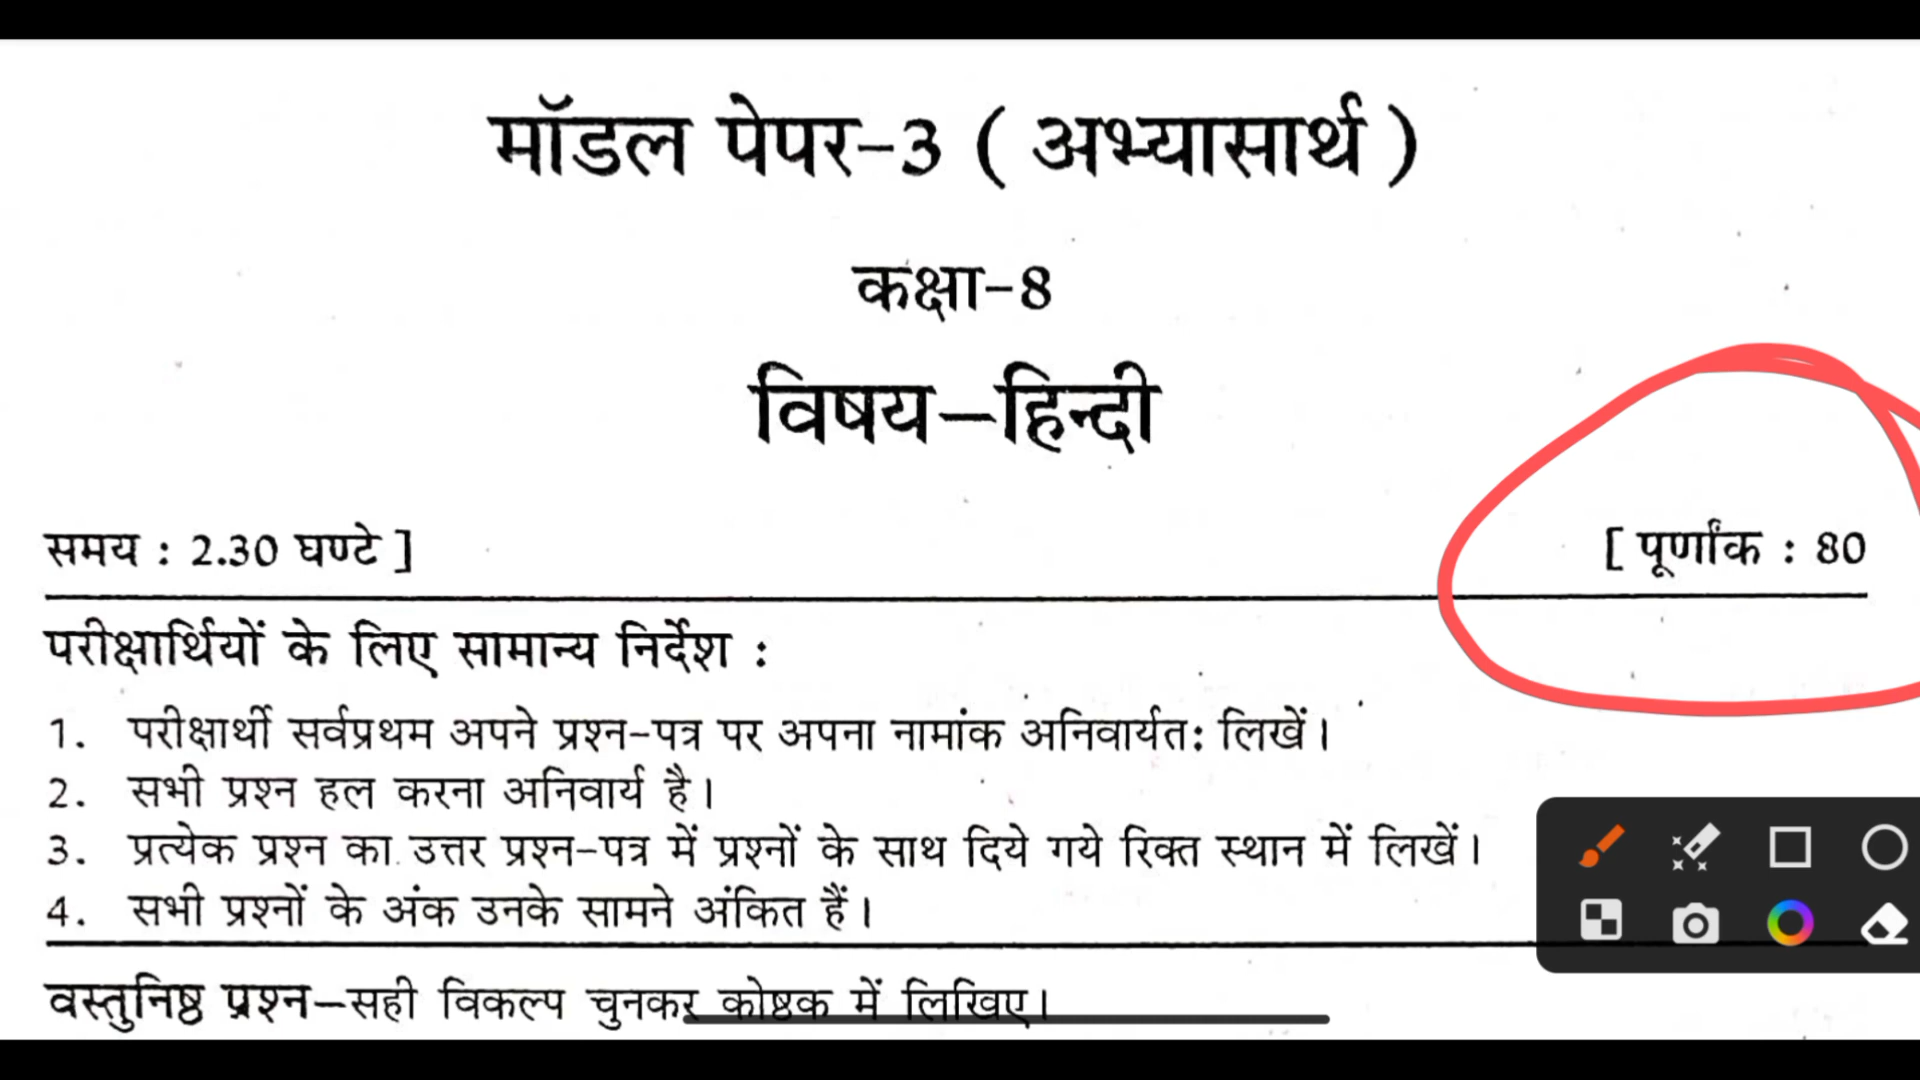 मॉडल पेपर-3 ( अभ्यासार्थ )
कक्षा-8
विषय—हिन्दी
समय : 2.30 घण्टे ] [ पूर्णांक : 80
परीक्षार्थियों के लिए सामान्य निर्देश :
1. परीक्षार्थी सर्वप्रथम अपने प्रश्न-पत्र पर अपना नामांक अनिवार्यत: लिखें।
2. सभी प्रश्न हल करना अनिवार्य है।
3. प्रत्येक प्रश्न का उत्तर प्रश्न-पत्र में प्रश्नों के साथ दिये गये रिक्त स्थान में लिखें।
4. सभी प्रश्नों के अंक उनके सामने अंकित हैं।
वस्तुनिष्ठ प्रश्न—सही विकल्प चुनकर कोष्ठक में लिखिए।